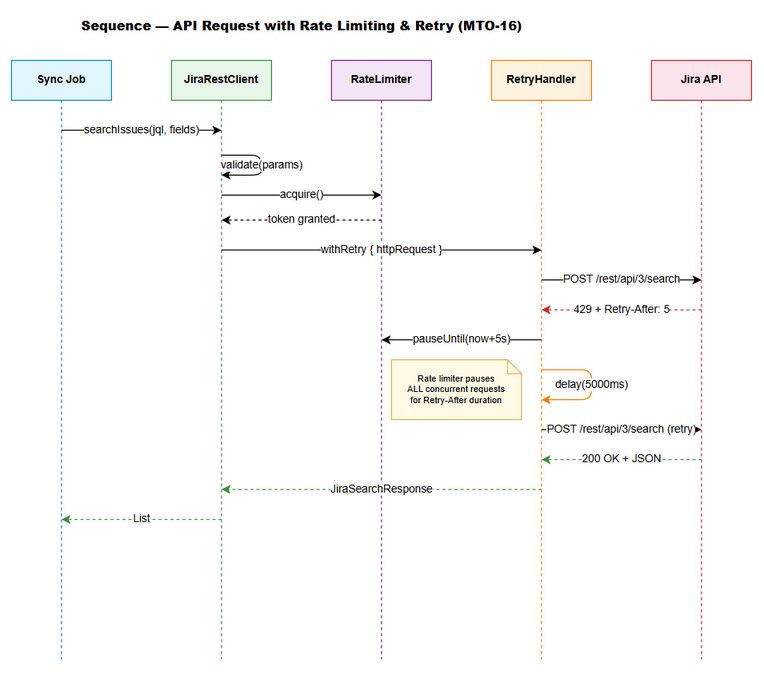 Sequence — API Request with Rate Limiting & Retry (MTO-16)
Sync Job
JiraRestClient
RateLimiter
RetryHandler
Jira API
searchIssues(jql, fields)
validate(params)
acquire()
token granted
withRetry { httpRequest }
POST /rest/api/3/search
429 + Retry-After: 5
pauseUntil(now+5s)
Rate limiter pauses
ALL concurrent requests
for Retry-After duration
delay(5000ms)
POST /rest/api/3/search (retry)
200 OK + JSON
JiraSearchResponse
List